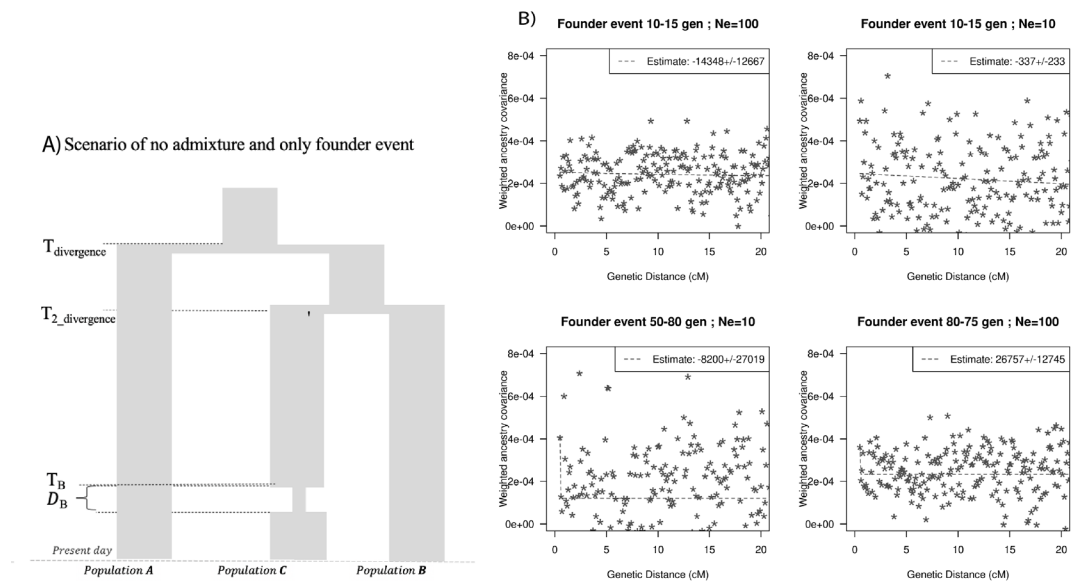 A) Scenario of no admixture and only founder event
T_divergence
T_2_divergence
T_B
D_B
Present day
Population A
Population C
Population B
B)
Founder event 10-15 gen ; Ne=100
Estimate: -14348+/-12667
Weighted ancestry covariance
8e-04
6e-04
4e-04
2e-04
0e+00
0 5 10 15 20
Genetic Distance (cM)
Founder event 10-15 gen ; Ne=10
Estimate: -337+/-233
Weighted ancestry covariance
8e-04
6e-04
4e-04
2e-04
0e+00
0 5 10 15 20
Genetic Distance (cM)
Founder event 50-80 gen ; Ne=10
Estimate: -8200+/-27019
Weighted ancestry covariance
8e-04
6e-04
4e-04
2e-04
0e+00
0 5 10 15 20
Genetic Distance (cM)
Founder event 80-75 gen ; Ne=100
Estimate: 26757+/-12745
Weighted ancestry covariance
8e-04
6e-04
4e-04
2e-04
0e+00
0 5 10 15 20
Genetic Distance (cM)